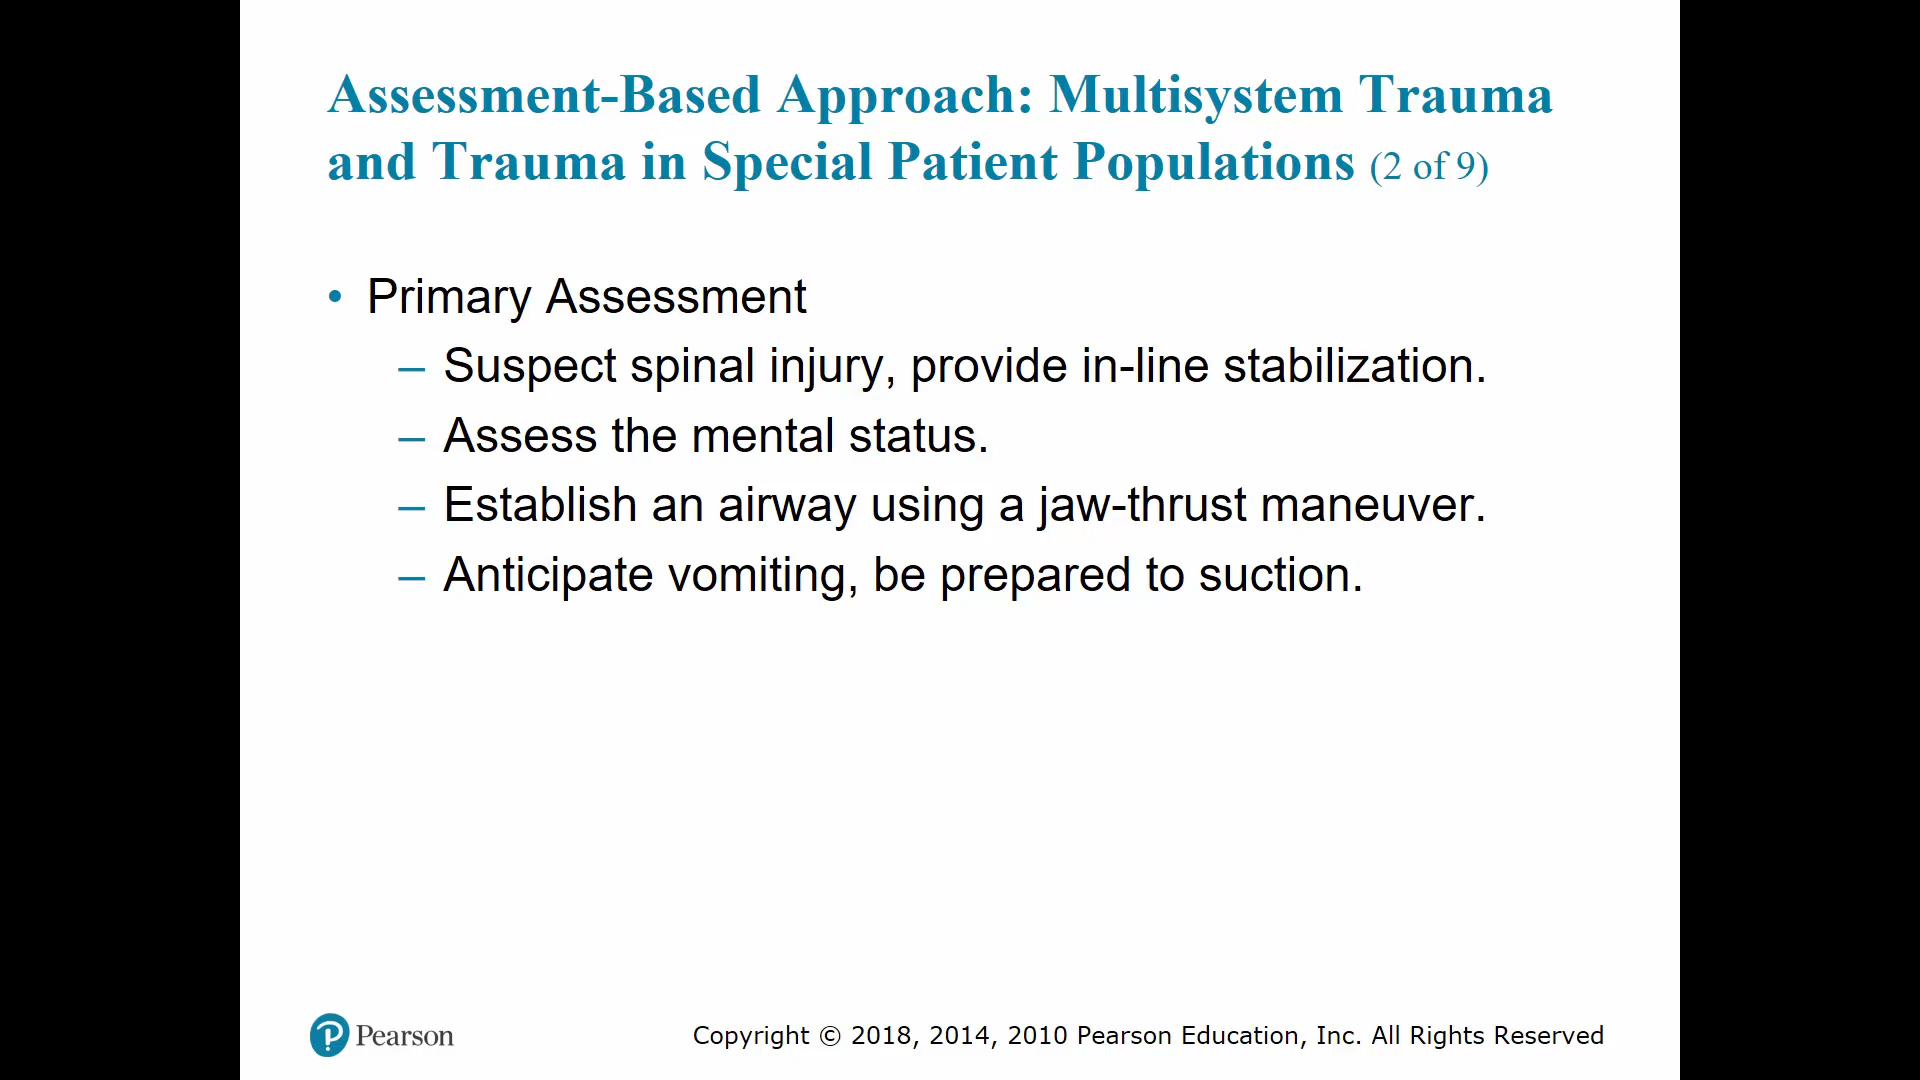 Assessment-Based Approach: Multisystem Trauma
and Trauma in Special Patient Populations (2 of 9)
• Primary Assessment
– Suspect spinal injury, provide in-line stabilization.
– Assess the mental status.
– Establish an airway using a jaw-thrust maneuver.
– Anticipate vomiting, be prepared to suction.
Pearson
Copyright © 2018, 2014, 2010 Pearson Education, Inc. All Rights Reserved